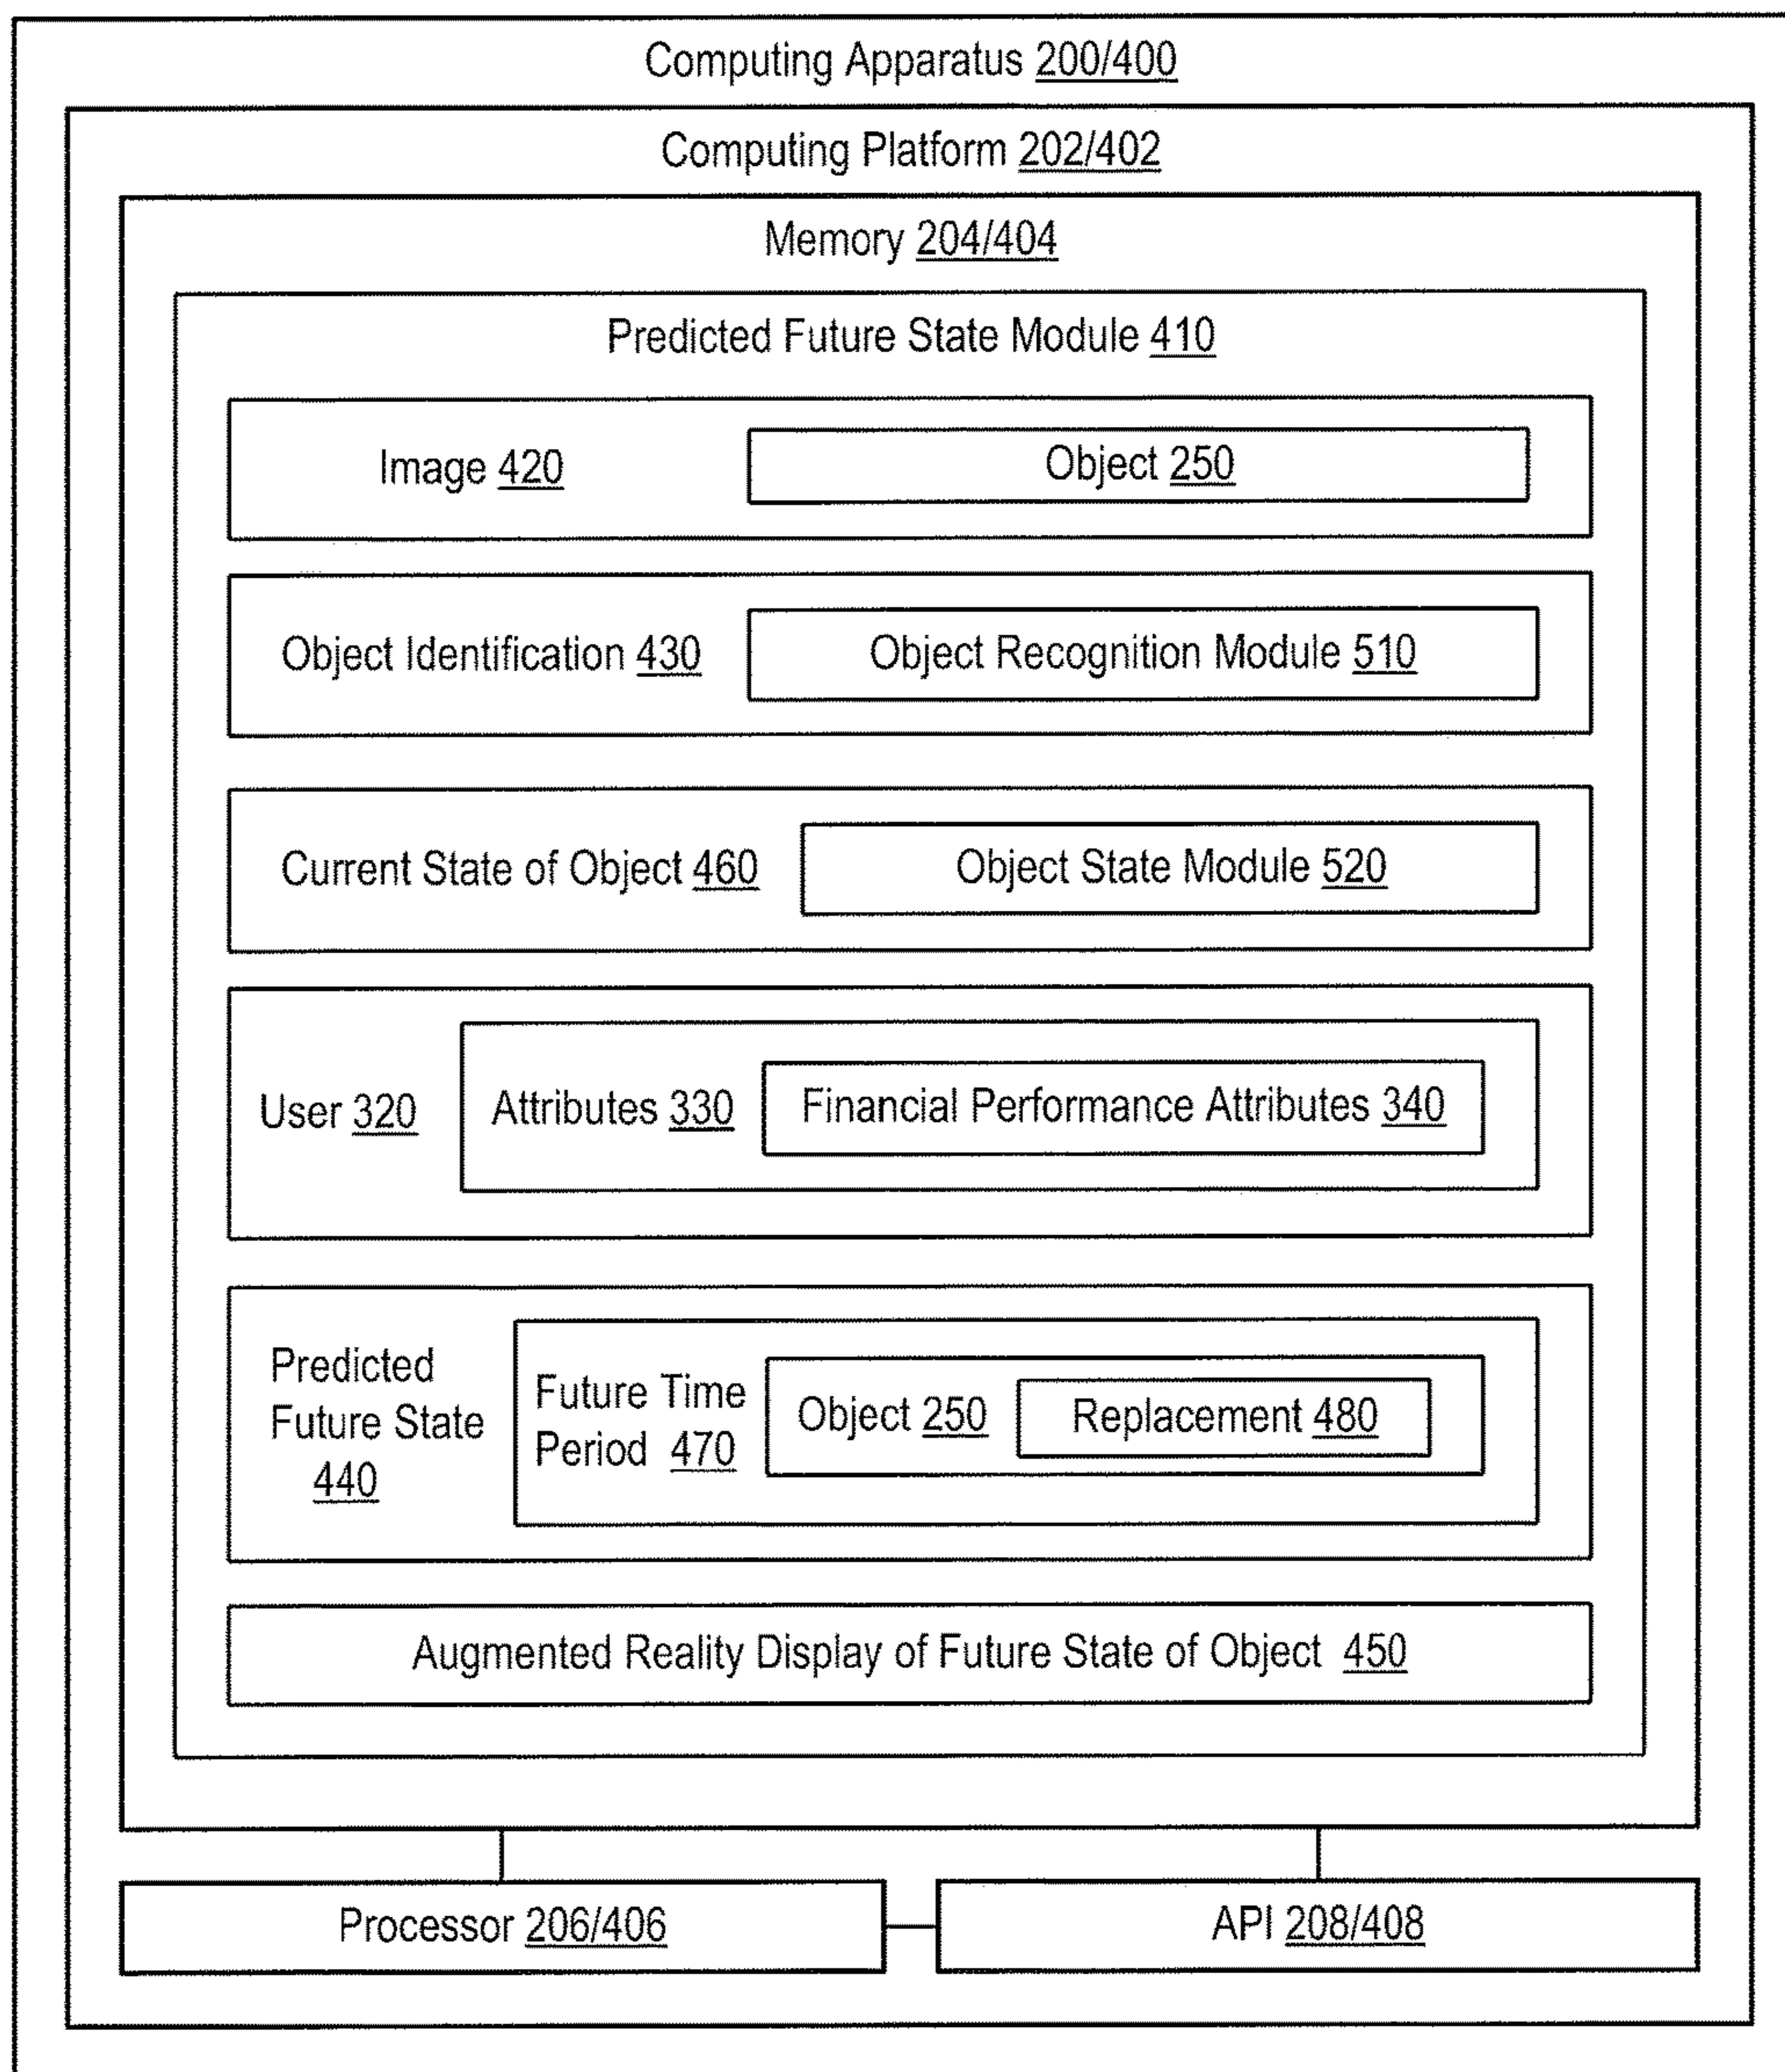 Computing Apparatus 200/400
Computing Platform 202/402
Memory 204/404
Predicted Future State Module 410
Image 420
Object 250
Object Identification 430
Object Recognition Module 510
Current State of Object 460
Object State Module 520
User 320
Attributes 330
Financial Performance Attributes 340
Predicted
Future State
440
Future Time
Period 470
Object 250
Replacement 480
Augmented Reality Display of Future State of Object 450
Processor 206/406
API 208/408